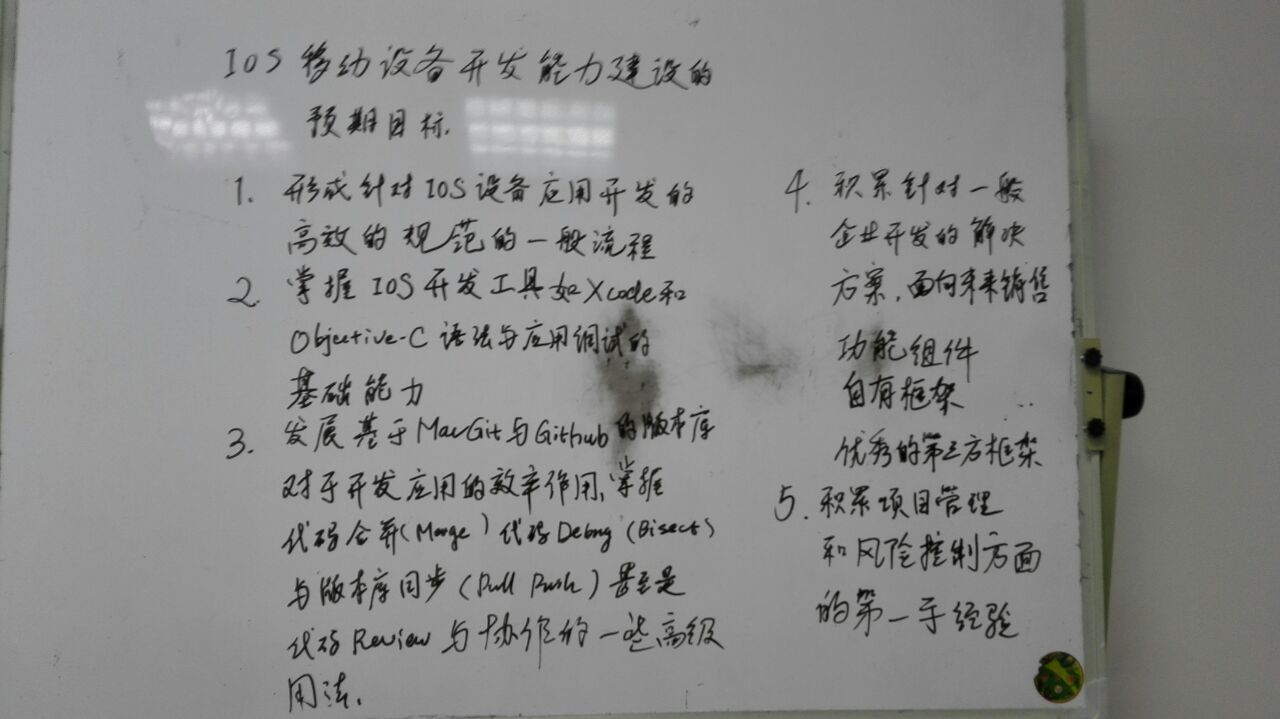 IOS 移动设备开发能力建设的
预期目标.
1. 形成针对IOS设备应用开发的
高效的规范的一般流程
2. 掌握IOS开发工具如Xcode和
Objective-C语法与应用调试的
基础能力
3. 发展基于MacGit与Github的版本库
对于开发应用的效率作用,掌握
代码合并(Merge)代码Debug(Bisect)
与版本库同步(Pull Push)甚至是
代码Review与协作的一些高级
用法.
4. 积累针对一般
企业开发的解决
方案,面向未来销售
功能组件
自有框架
优秀的第三方框架
5. 积累项目管理
和风险控制方面
的第一手经验